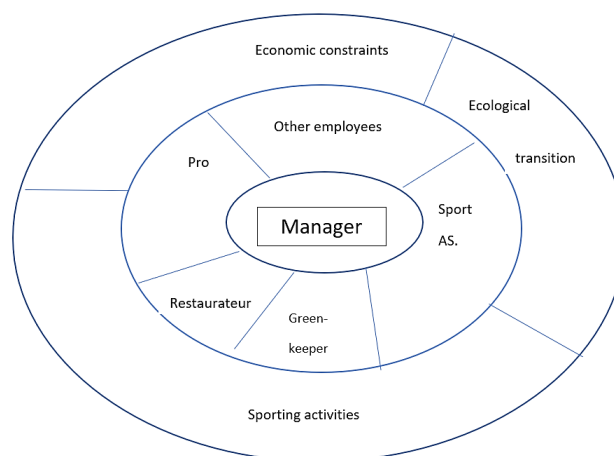 Economic constraints
Ecological
transition
Other employees
Pro
Sport
AS.
Manager
Restaurateur
Green-
keeper
Sporting activities